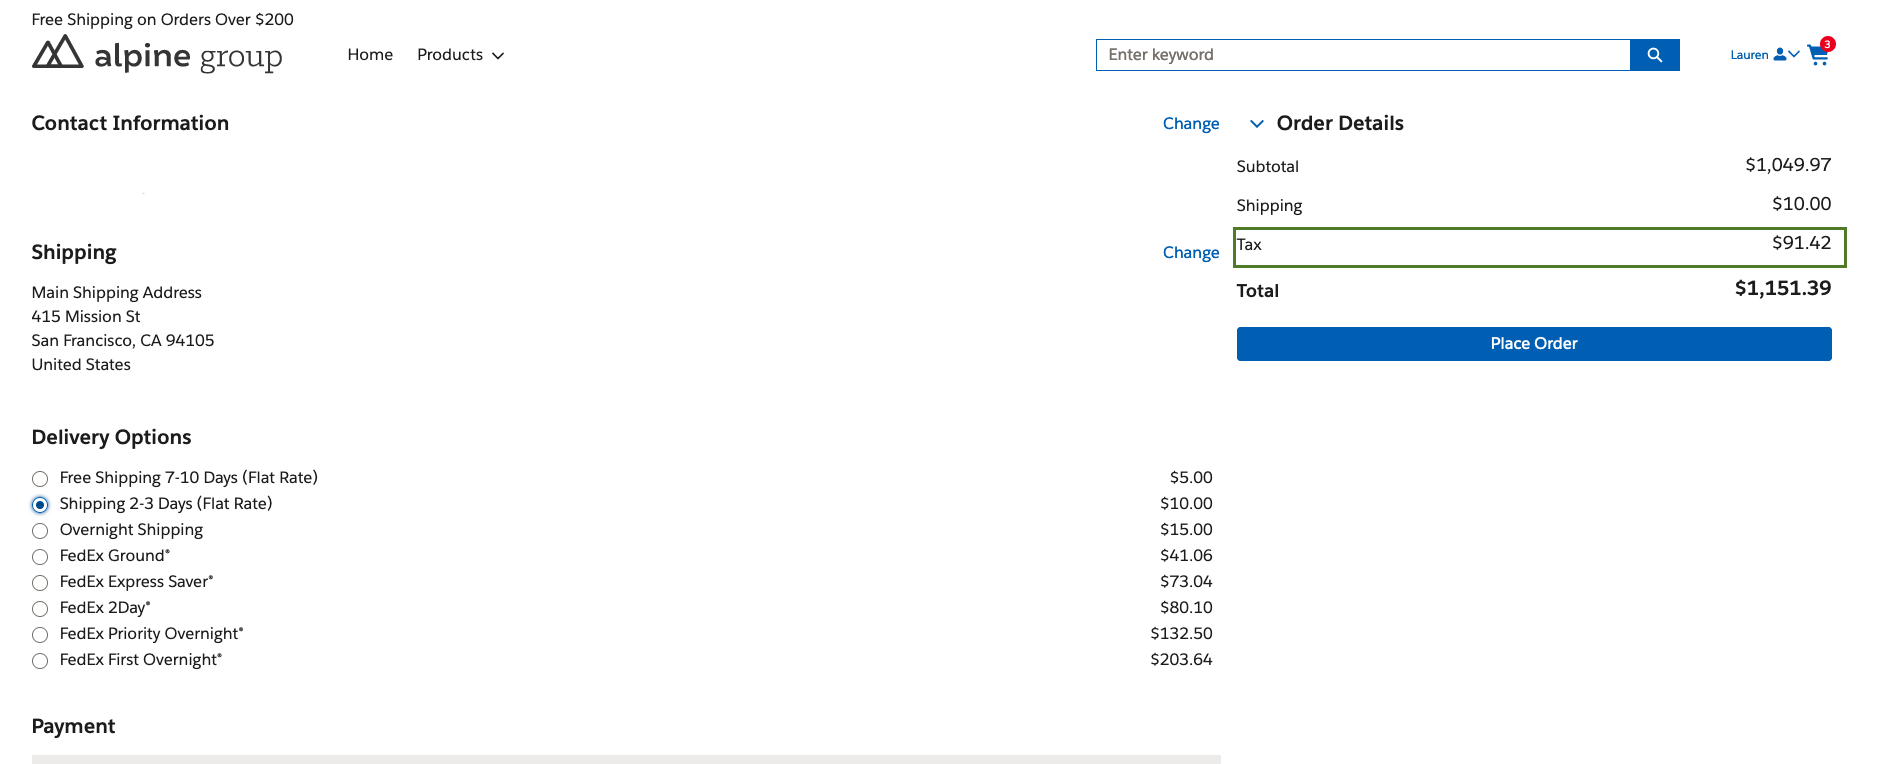 Free Shipping on Orders Over $200
alpine group
Home Products
Enter keyword
Lauren
3
Contact Information Change
Shipping Change
Main Shipping Address
415 Mission St
San Francisco, CA 94105
United States
Delivery Options
Free Shipping 7-10 Days (Flat Rate) $5.00
Shipping 2-3 Days (Flat Rate) $10.00
Overnight Shipping $15.00
FedEx Ground® $41.06
FedEx Express Saver® $73.04
FedEx 2Day® $80.10
FedEx Priority Overnight® $132.50
FedEx First Overnight® $203.64
Payment
Order Details
Subtotal $1,049.97
Shipping $10.00
Tax $91.42
Total $1,151.39
Place Order